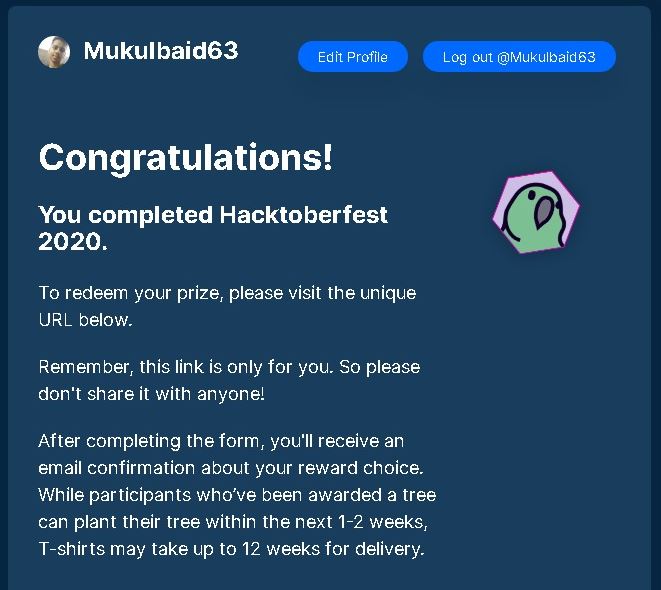 Mukulbaid63
Edit Profile
Log out @Mukulbaid63
Congratulations!
You completed Hacktoberfest
2020.
To redeem your prize, please visit the unique
URL below.
Remember, this link is only for you. So please
don't share it with anyone!
After completing the form, you'll receive an
email confirmation about your reward choice.
While participants who’ve been awarded a tree
can plant their tree within the next 1-2 weeks,
T-shirts may take up to 12 weeks for delivery.